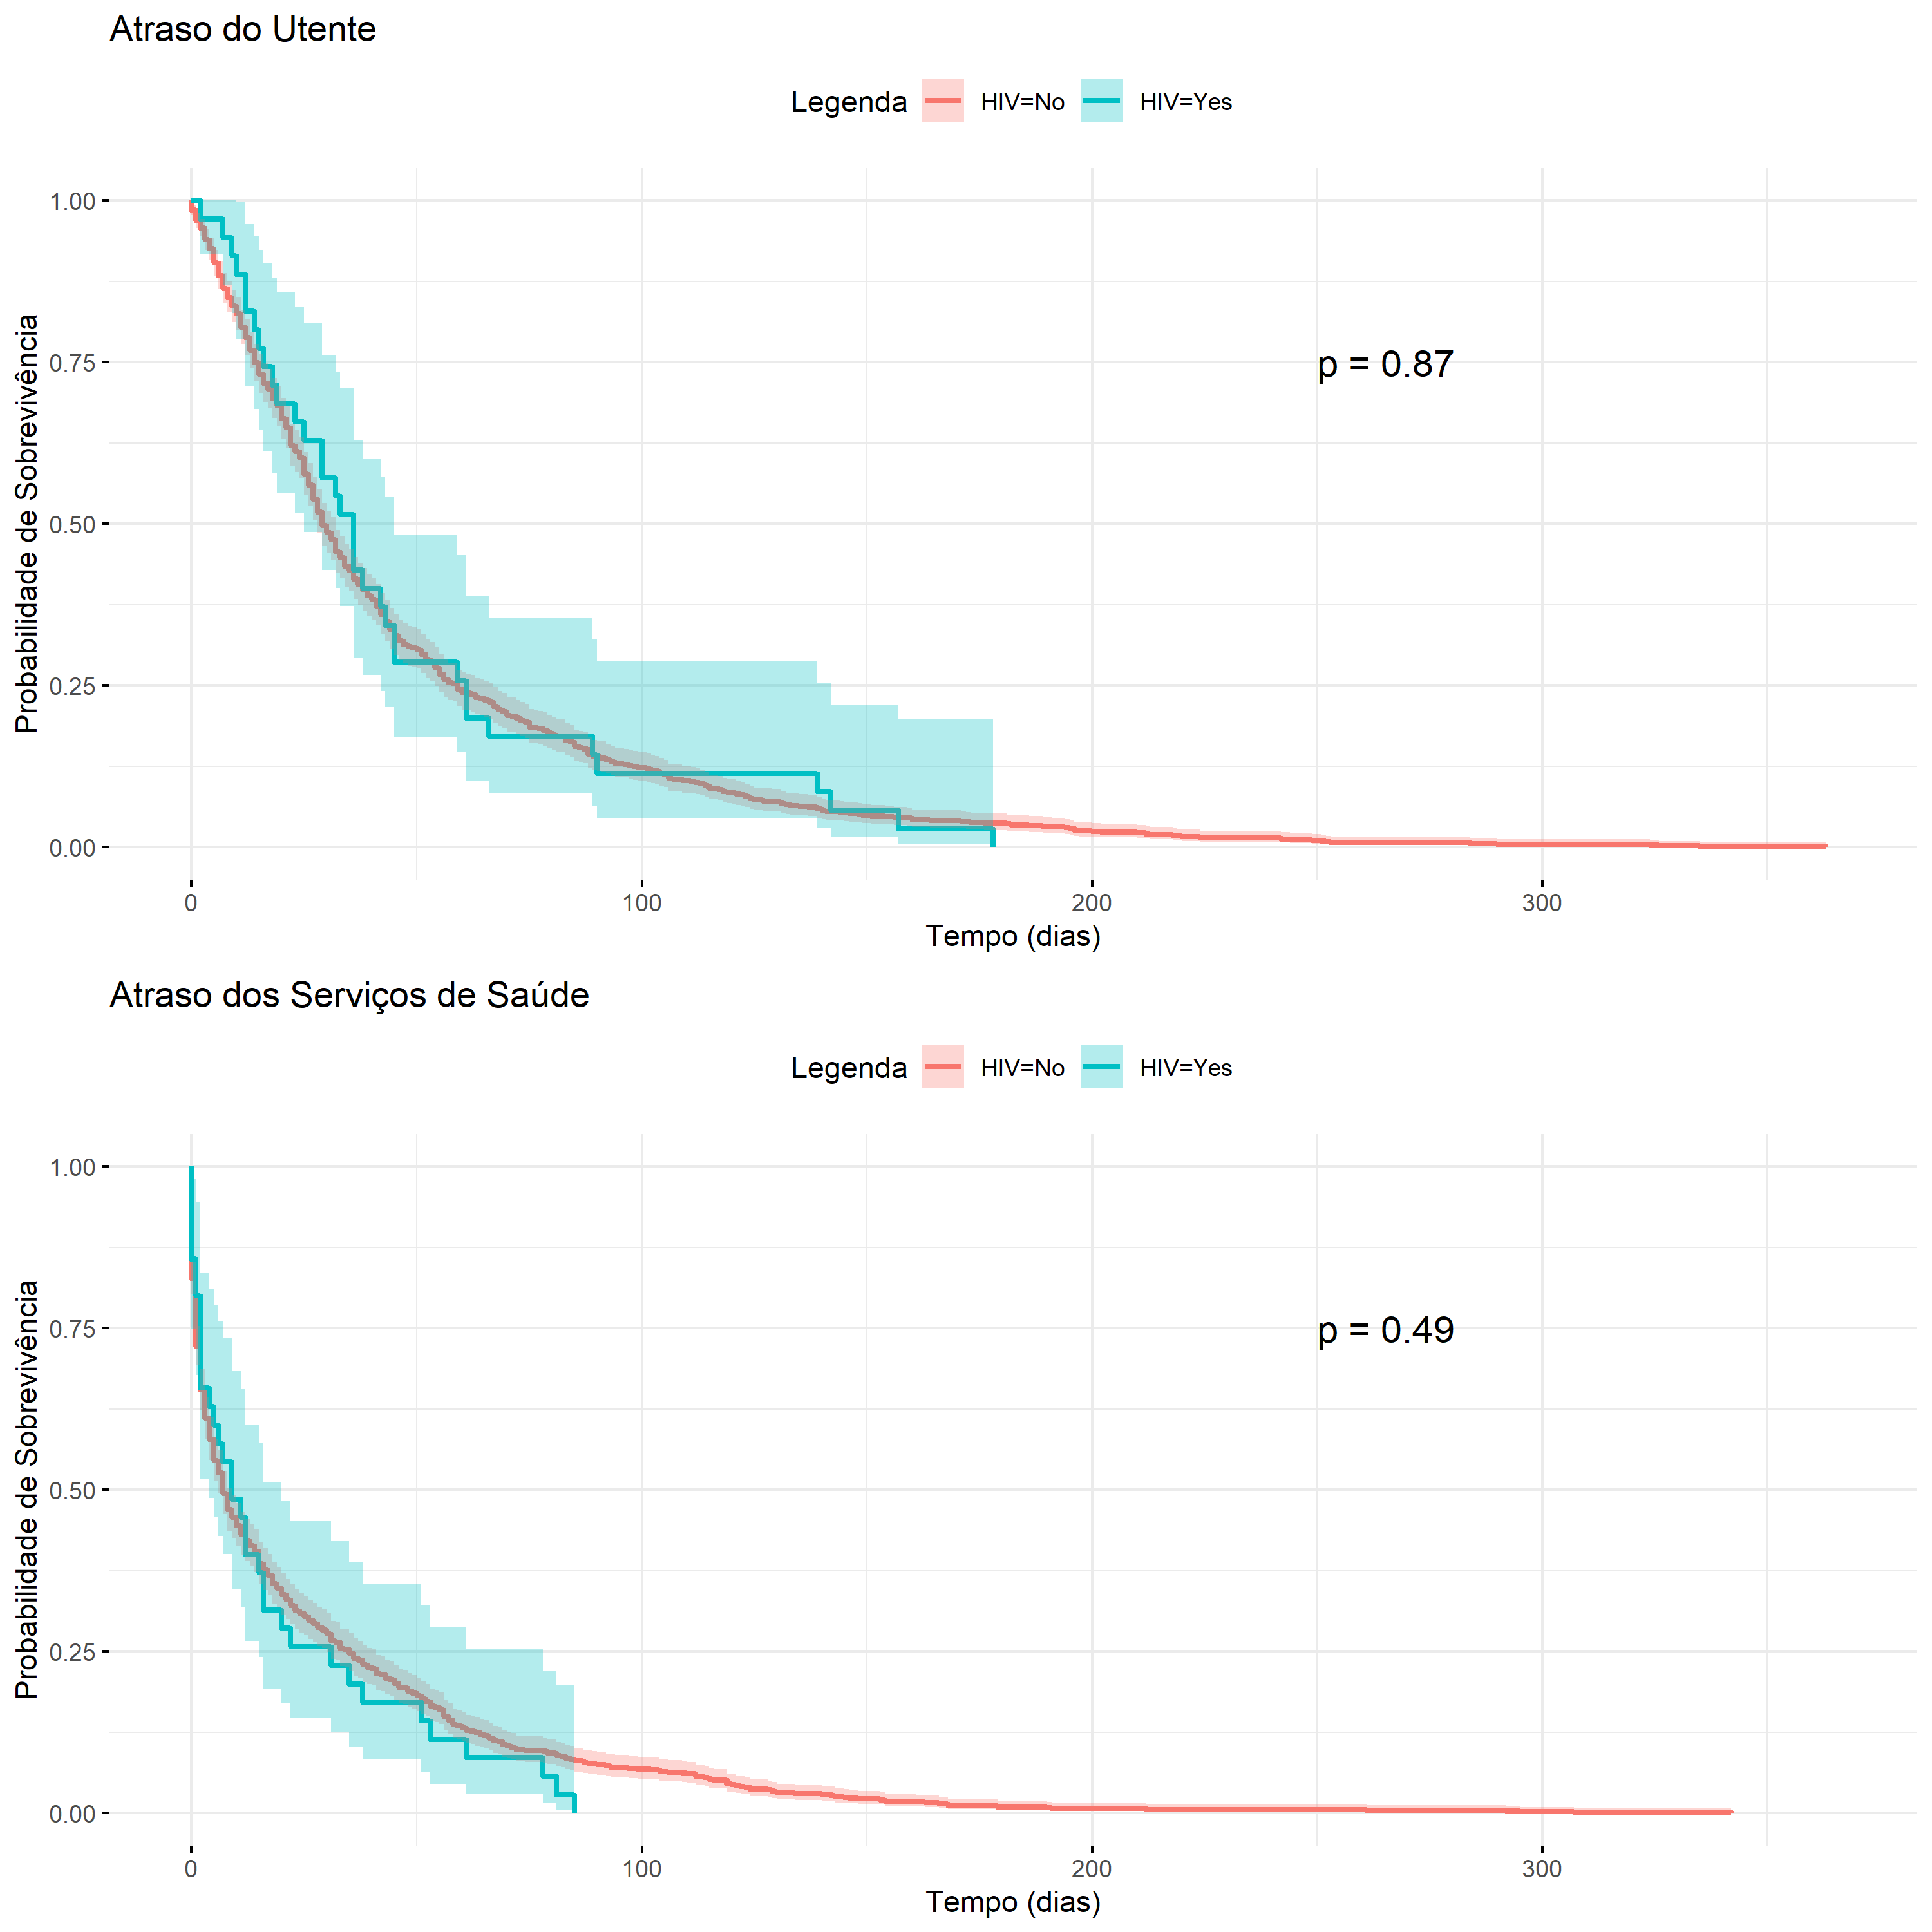 Atraso do Utente
Legenda HIV=No HIV=Yes
Probabilidade de Sobrevivência
1.00
0.75
0.50
0.25
0.00
p = 0.87
0 100 200 300
Tempo (dias)
Atraso dos Serviços de Saúde
Legenda HIV=No HIV=Yes
Probabilidade de Sobrevivência
1.00
0.75
0.50
0.25
0.00
p = 0.49
0 100 200 300
Tempo (dias)